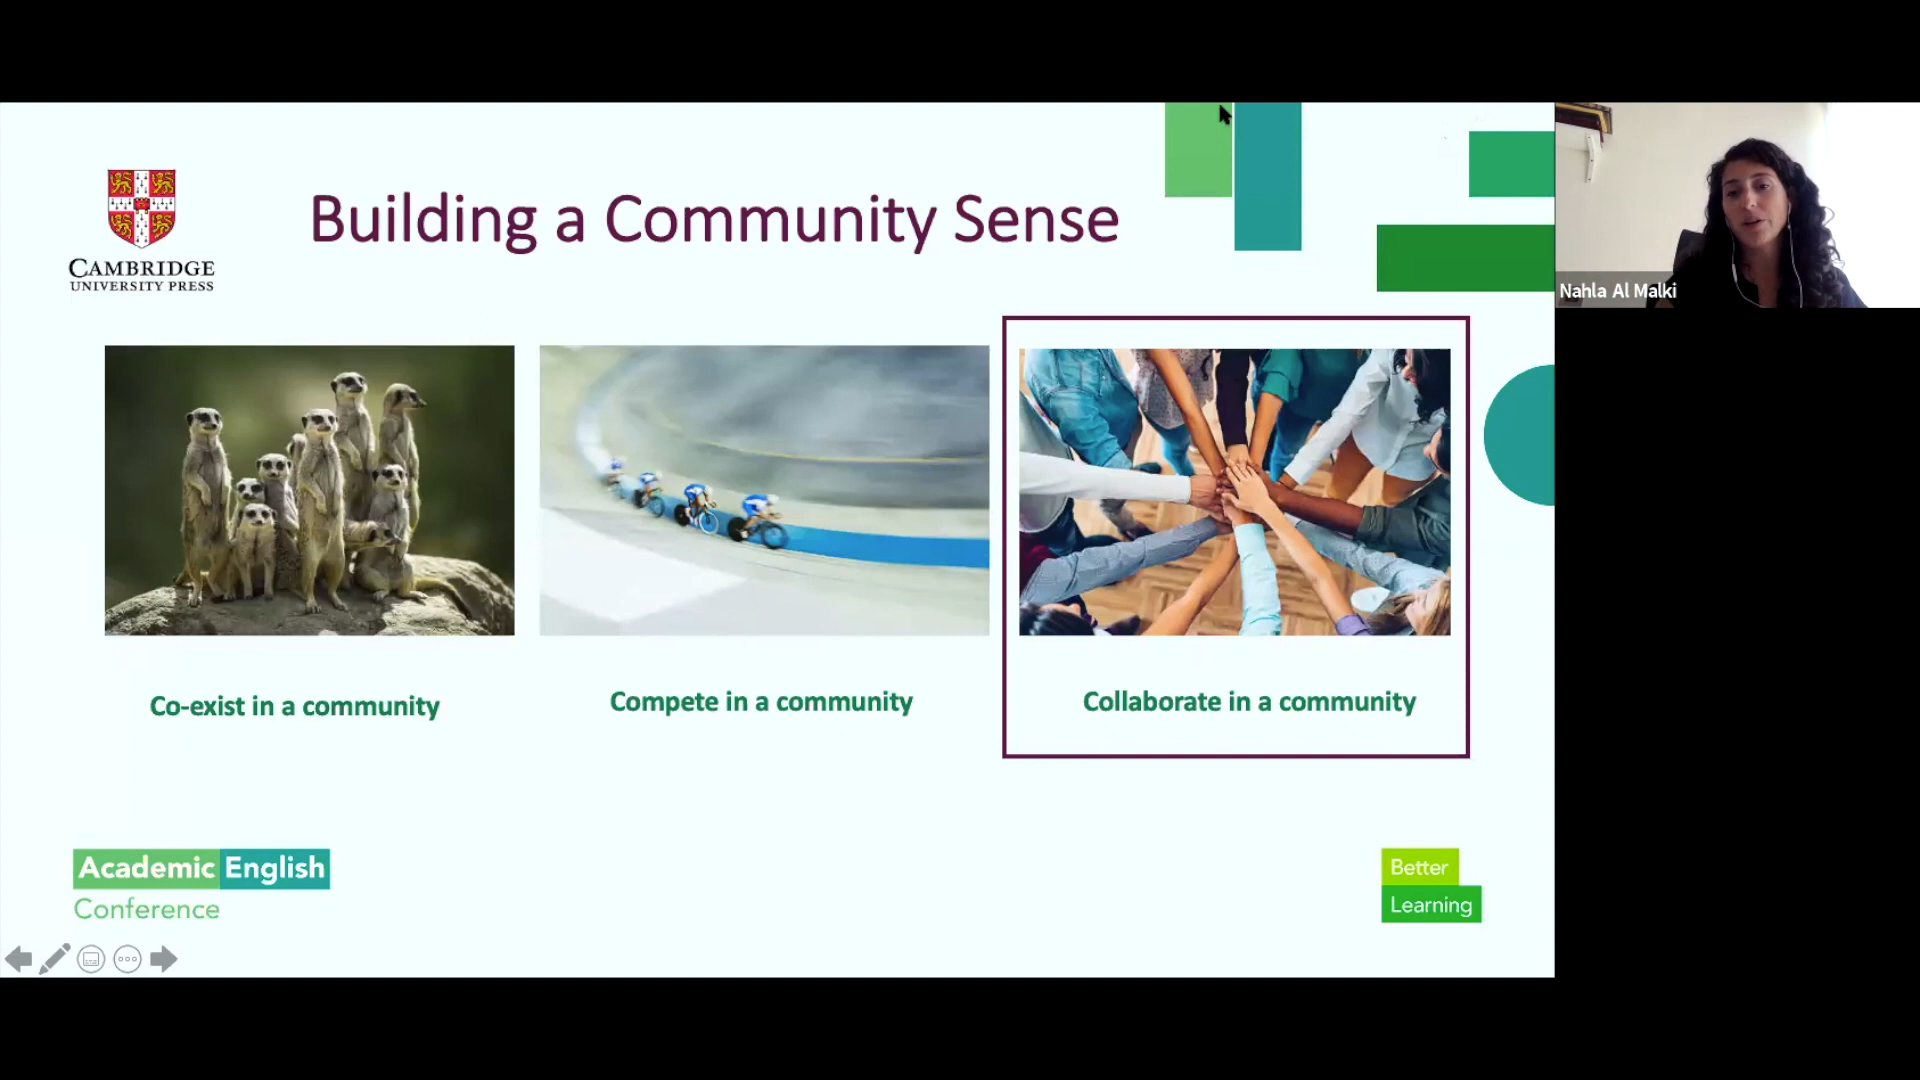 Building a Community Sense
CAMBRIDGE
UNIVERSITY PRESS
Nahla Al Malki
Co-exist in a community
Compete in a community
Collaborate in a community
Academic English
Conference
Better
Learning